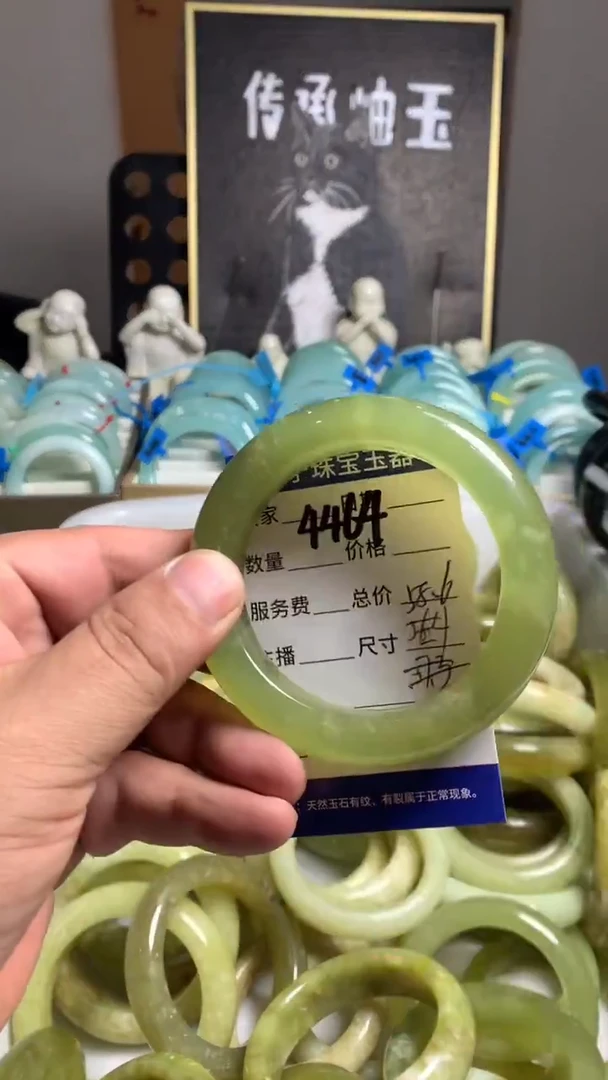 传承岫玉
珠宝玉器
家
4464
数量 价格
服务费 总价
播 尺寸
天然玉石有纹、有裂属于正常现象。